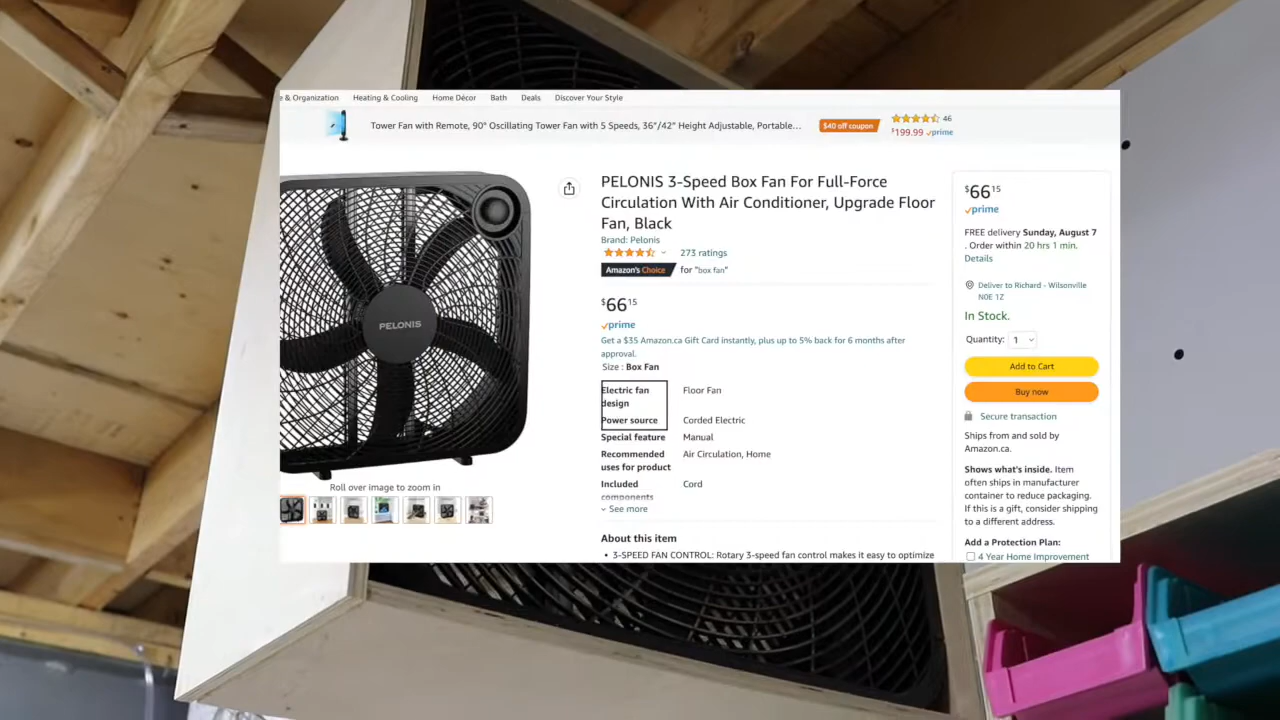 e & Organization Heating & Cooling Home Décor Bath Deals Discover Your Style
Tower Fan with Remote, 90° Oscillating Tower Fan with 5 Speeds, 36"/42" Height Adjustable, Portable…
$40 off coupon
46
$199.99 prime
PELONIS 3-Speed Box Fan For Full-Force
Circulation With Air Conditioner, Upgrade Floor
Fan, Black
Brand: Pelonis
273 ratings
Amazon's Choice for "box fan"
$66 15
prime
Get a $35 Amazon.ca Gift Card instantly, plus up to 5% back for 6 months after
approval.
Size : Box Fan
Electric fan design Floor Fan
Power source Corded Electric
Special feature Manual
Recommended uses for product Air Circulation, Home
Included components Cord
See more
About this item
• 3-SPEED FAN CONTROL: Rotary 3-speed fan control makes it easy to optimize
PELONIS
Roll over image to zoom in
$66 15
prime
FREE delivery Sunday, August 7
. Order within 20 hrs 1 min.
Details
Deliver to Richard - Wilsonville
N0E 1Z
In Stock.
Quantity: 1
Add to Cart
Buy now
Secure transaction
Ships from and sold by
Amazon.ca.
Shows what's inside. Item
often ships in manufacturer
container to reduce packaging.
If this is a gift, consider shipping
to a different address.
Add a Protection Plan:
4 Year Home Improvement